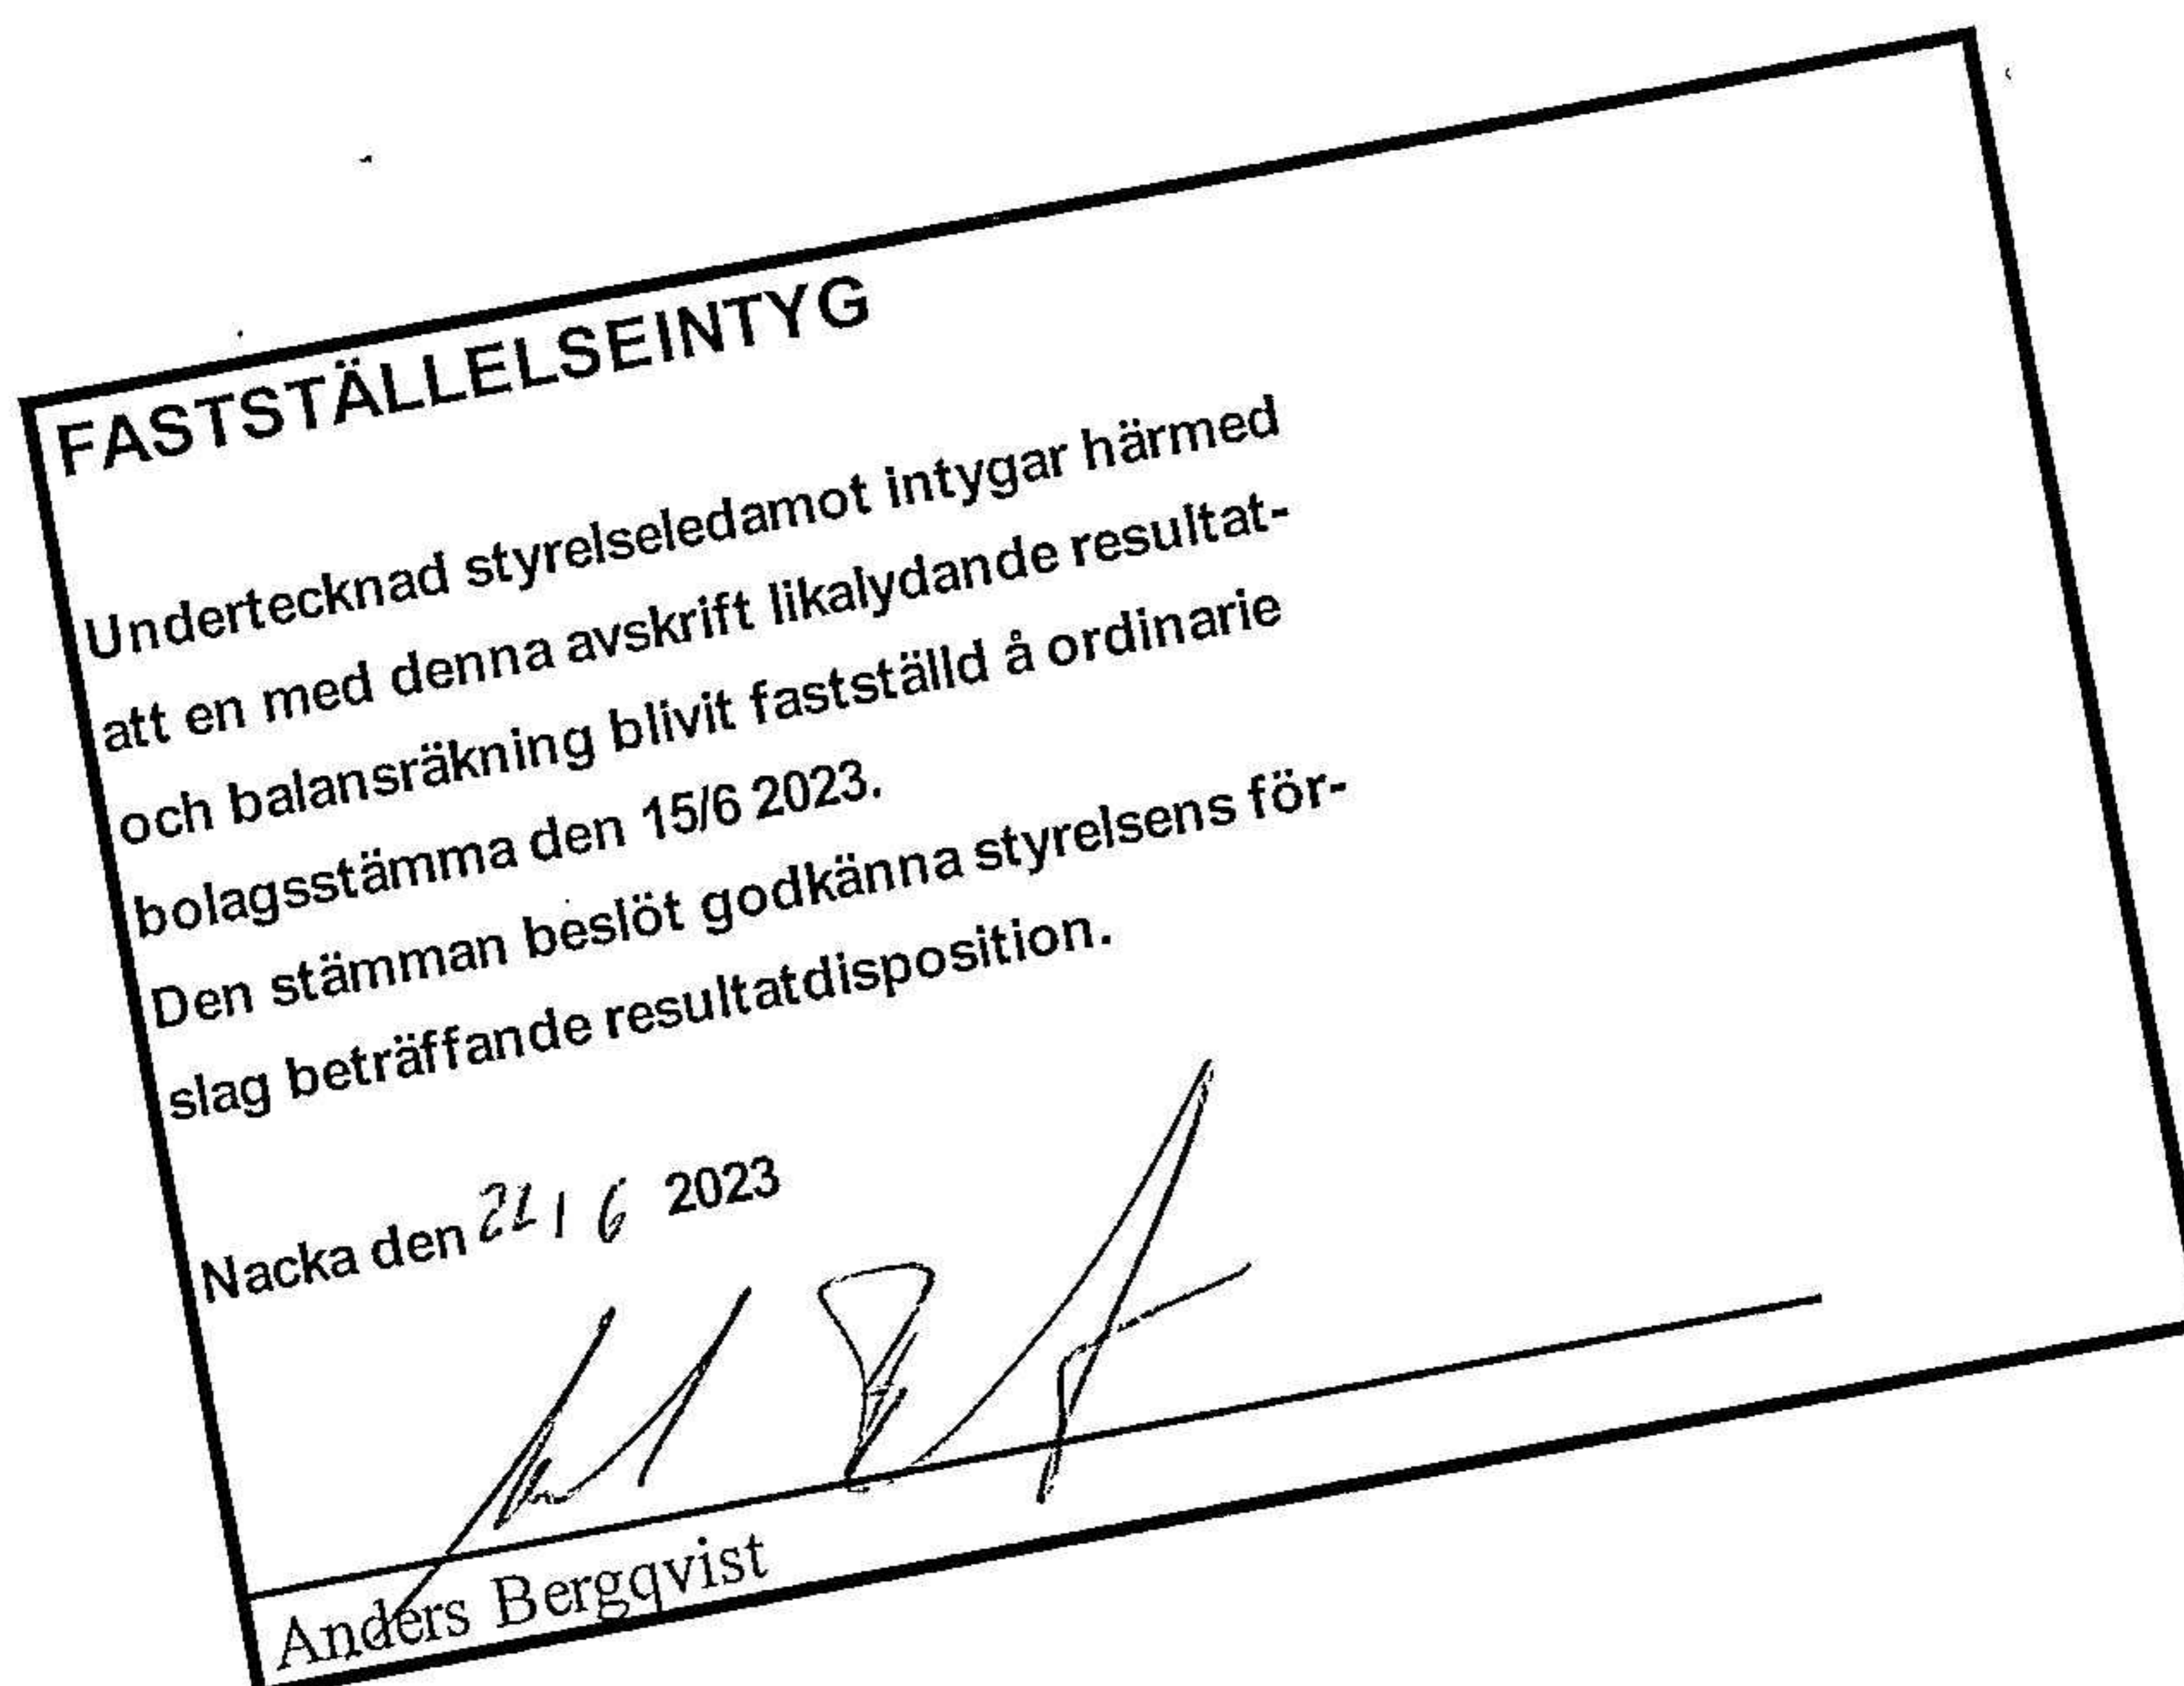 FASTSTÄLLELSEINTYG
Undertecknad styrelseledamot intygar härmed
att en med denna avskrift likalydande resultat-
och balansräkning blivit fastställd å ordinarie
bolagsstämma den 15/6 2023.
Den stämman beslöt godkänna styrelsens för-
slag beträffande resultatdisposition.
Nacka den 22 / 6 2023
Anders Bergqvist